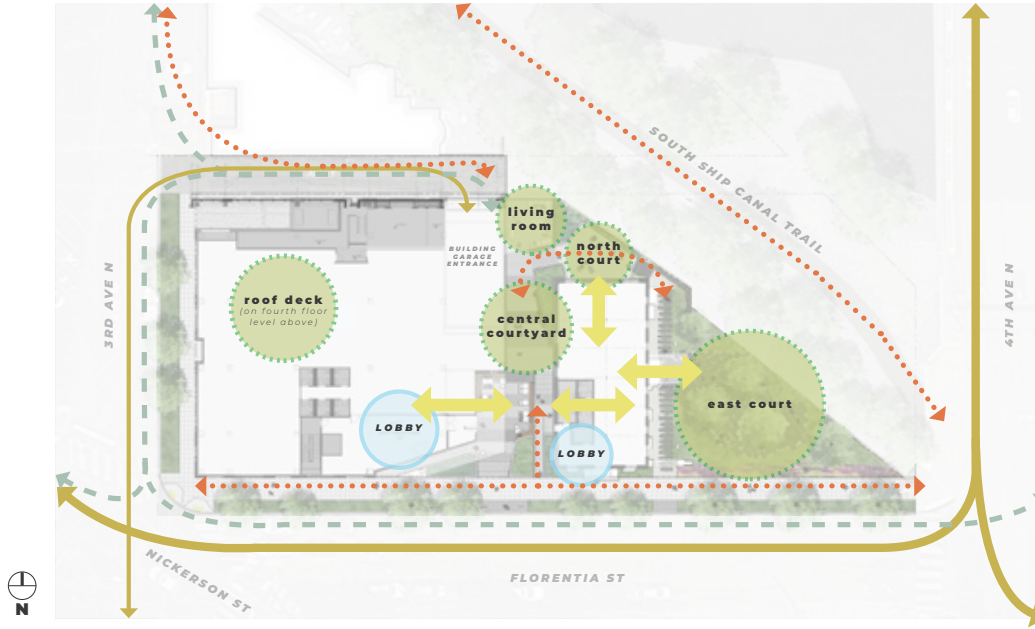 SOUTH SHIP CANAL TRAIL
living
room
north
court
BUILDING
GARAGE
ENTRANCE
3RD AVE N
4TH AVE N
roof deck
(on fourth floor
level above)
central
courtyard
east court
LOBBY
LOBBY
NICKERSON ST
FLORENTIA ST
N